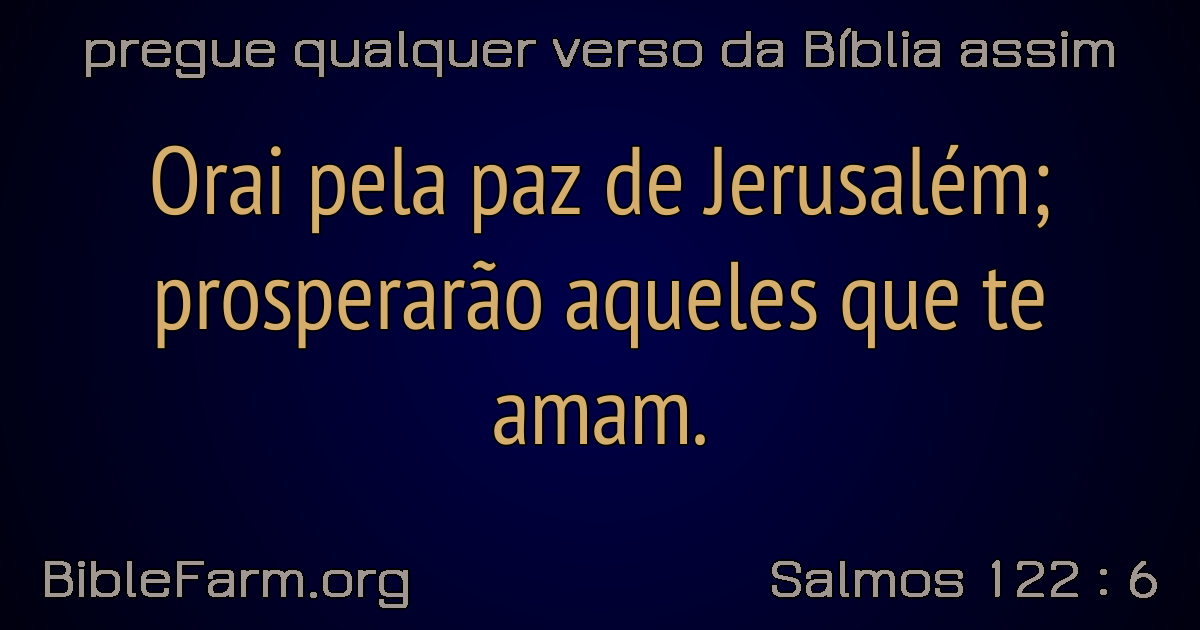 pregue qualquer verso da Bíblia assim
Orai pela paz de Jerusalém;
prosperarão aqueles que te
amam.
BibleFarm.org
Salmos 122 : 6